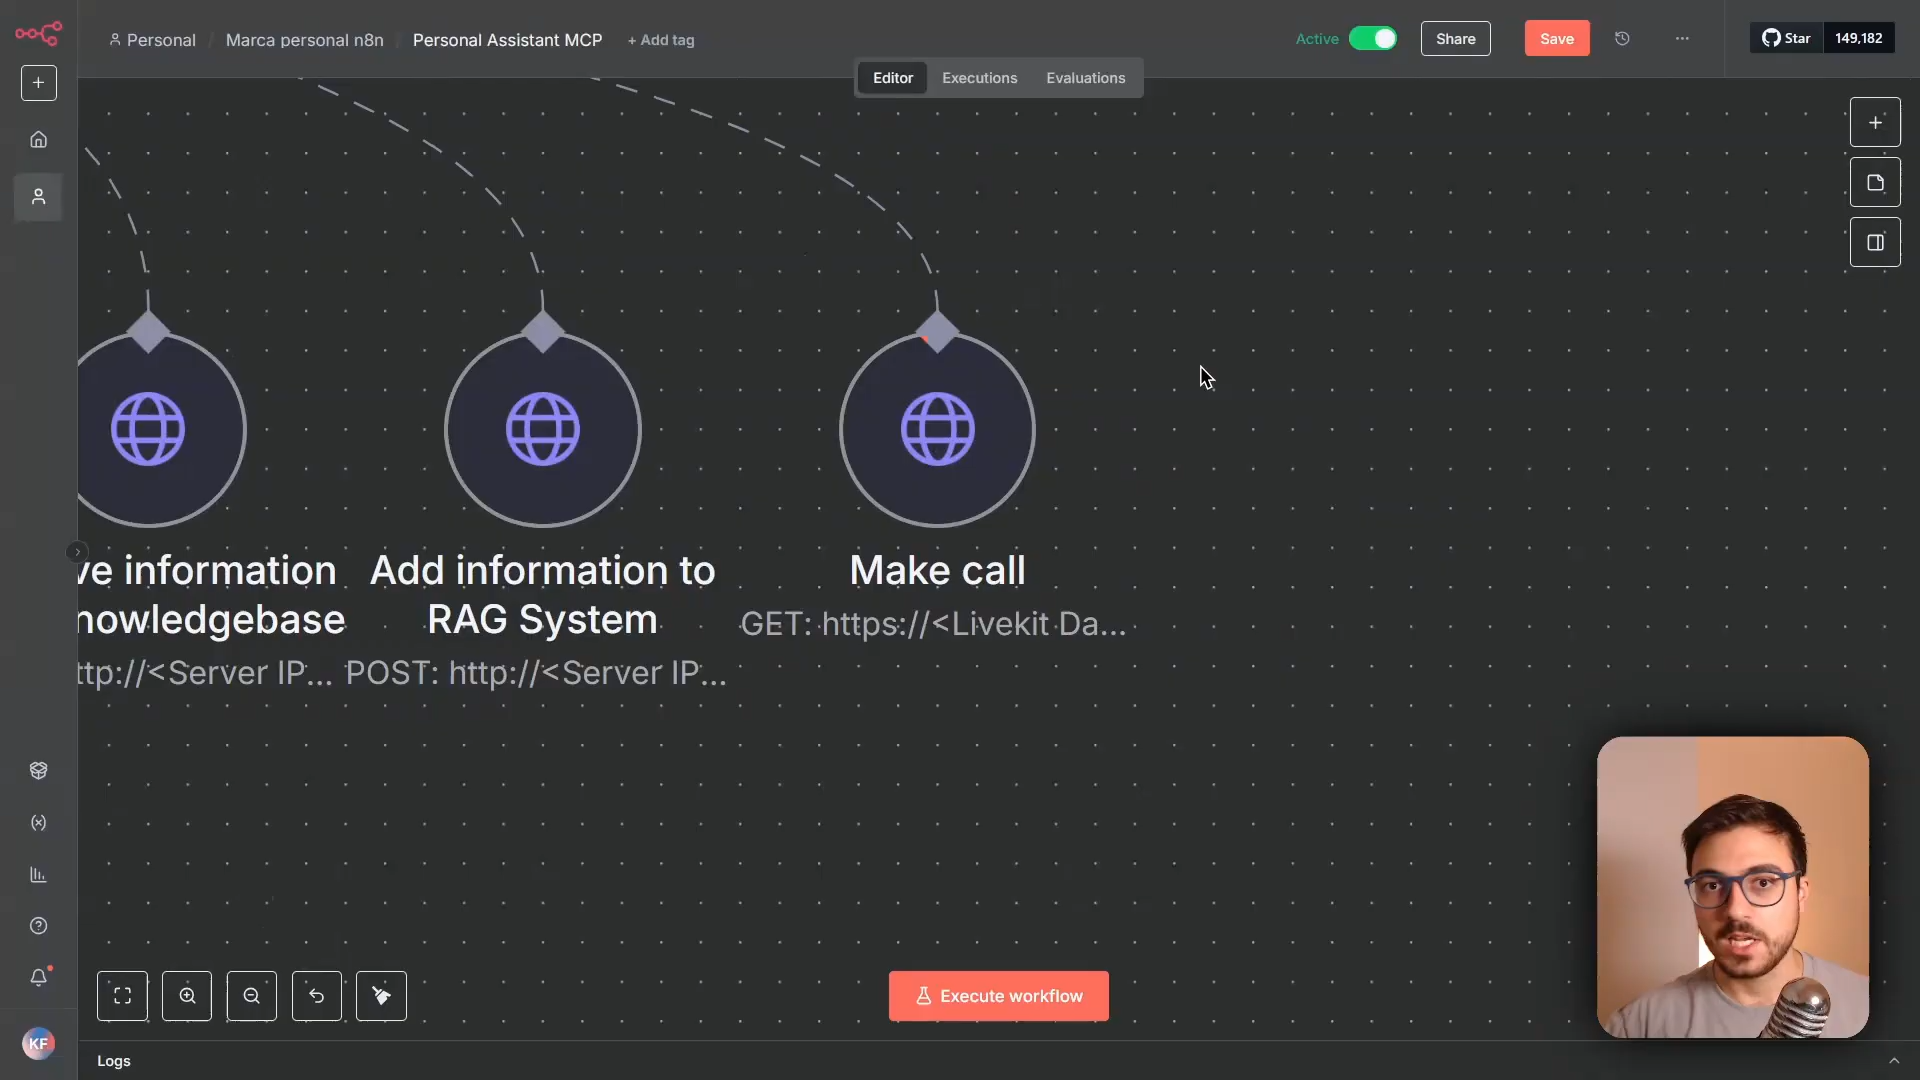 Personal / Marca personal n8n / Personal Assistant MCP + Add tag
Active
Share
Save
Star 149,182
Editor Executions Evaluations
ve information
nowledgebase
ttp://<Server IP...
Add information to
RAG System
POST: http://<Server IP...
Make call
GET: https://<Livekit Da...
Execute workflow
KF
Logs